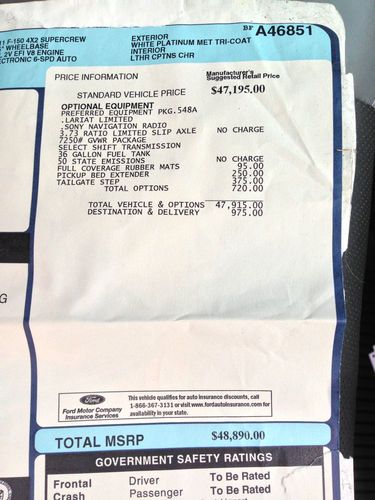 11 F-150 4X2 SUPERCREW
" WHEELBASE
.2V EFI V8 ENGINE
ECTRONIC 6-SPD AUTO
EXTERIOR
WHITE PLATINUM MET TRI-COAT
INTERIOR
LTHR CPTNS CHR
BF A46851
PRICE INFORMATION
Manufacturer's
Suggested Retail Price
STANDARD VEHICLE PRICE $47,195.00
OPTIONAL EQUIPMENT
PREFERRED EQUIPMENT PKG.548A
.LARIAT LIMITED
.SONY NAVIGATION RADIO
3.73 RATIO LIMITED SLIP AXLE NO CHARGE
7250# GVWR PACKAGE
SELECT SHIFT TRANSMISSION
36 GALLON FUEL TANK
50 STATE EMISSIONS NO CHARGE
FULL COVERAGE RUBBER MATS 95.00
PICKUP BED EXTENDER 250.00
TAILGATE STEP 375.00
TOTAL OPTIONS 720.00
TOTAL VEHICLE & OPTIONS 47,915.00
DESTINATION & DELIVERY 975.00
G
Ford
Ford Motor Company
Insurance Services
This vehicle qualifies for auto insurance discounts, call
1-866-367-3131 or visit www.fordautoinsurance.com for
availability in your state.
TOTAL MSRP $48,890.00
GOVERNMENT SAFETY RATINGS
Frontal Driver To Be Rated
Crash Passenger To Be Rated